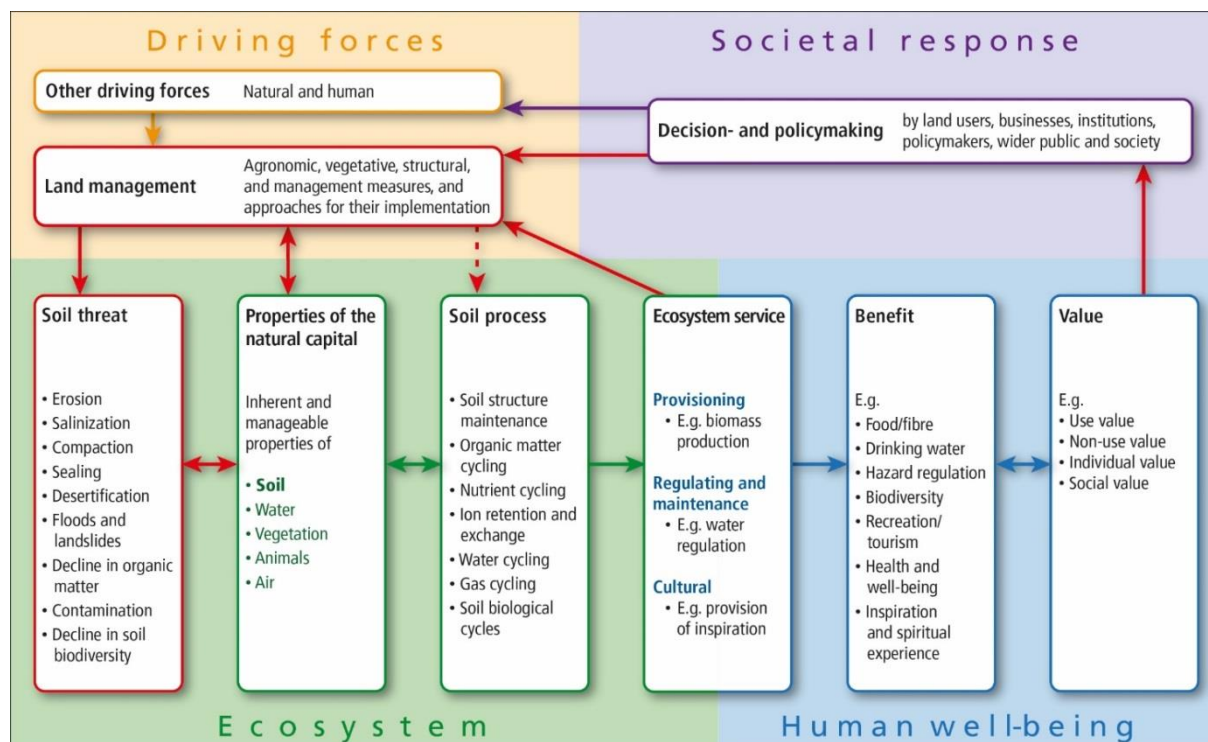 Driving forces
Societal response
Other driving forces
Natural and human
Land management
Agronomic, vegetative, structural,
and management measures, and
approaches for their implementation
Decision- and policymaking
by land users, businesses, institutions,
policymakers, wider public and society
Soil threat
• Erosion
• Salinization
• Compaction
• Sealing
• Desertification
• Floods and
landslides
• Decline in organic
matter
• Contamination
• Decline in soil
biodiversity
Properties of the
natural capital
Inherent and
manageable
properties of
• Soil
• Water
• Vegetation
• Animals
• Air
Soil process
• Soil structure
maintenance
• Organic matter
cycling
• Nutrient cycling
• Ion retention and
exchange
• Water cycling
• Gas cycling
• Soil biological
cycles
Ecosystem service
Provisioning
• E.g. biomass
production
Regulating and
maintenance
• E.g. water
regulation
Cultural
• E.g. provision
of inspiration
Benefit
E.g.
• Food/fibre
• Drinking water
• Hazard regulation
• Biodiversity
• Recreation/
tourism
• Health and
well-being
• Inspiration
and spiritual
experience
Value
E.g.
• Use value
• Non-use value
• Individual value
• Social value
Ecosystem
Human well-being